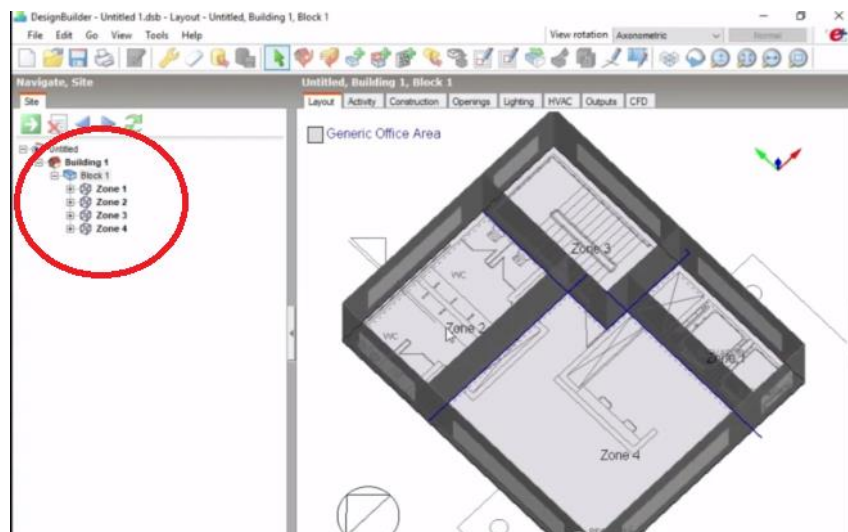 DesignBuilder - Untitled 1.dsb - Layout - Untitled, Building 1, Block 1
File Edit Go View Tools Help
View rotation Axonometric Normal
Navigate, Site
Untitled, Building 1, Block 1
Site
Layout Activity Construction Openings Lighting HVAC Outputs CFD
Generic Office Area
Untitled
Building 1
Block 1
Zone 1
Zone 2
Zone 3
Zone 4
Zone 3
WC
Zone 2
WC
Zone 1
Zone 4